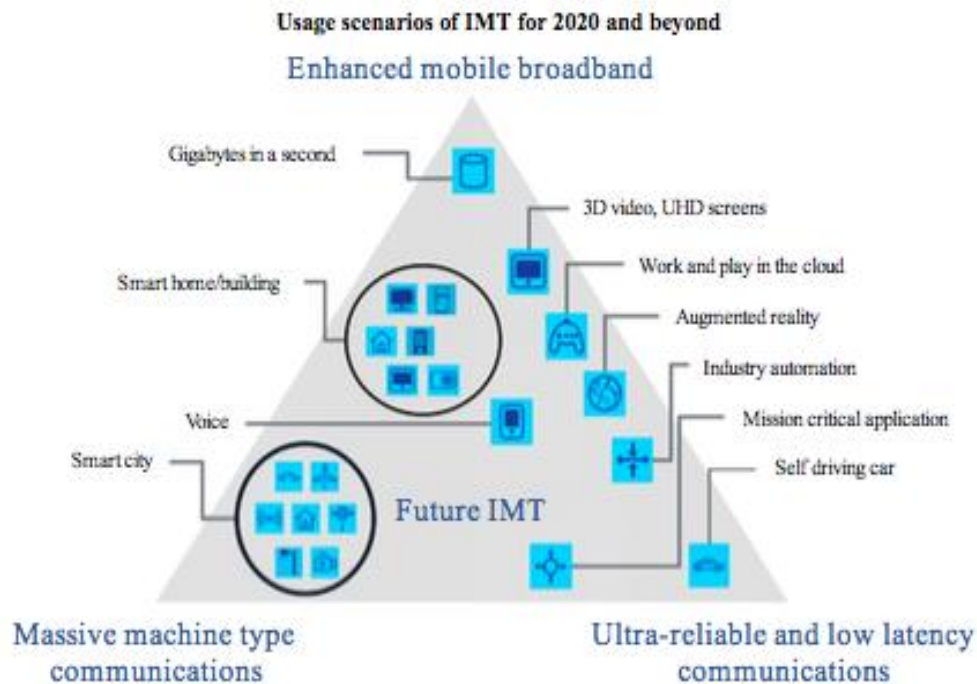 Usage scenarios of IMT for 2020 and beyond
Enhanced mobile broadband
Gigabytes in a second
3D video, UHD screens
Work and play in the cloud
Smart home/building
Augmented reality
Industry automation
Voice
Mission critical application
Smart city
Self driving car
Future IMT
Massive machine type
communications
Ultra-reliable and low latency
communications